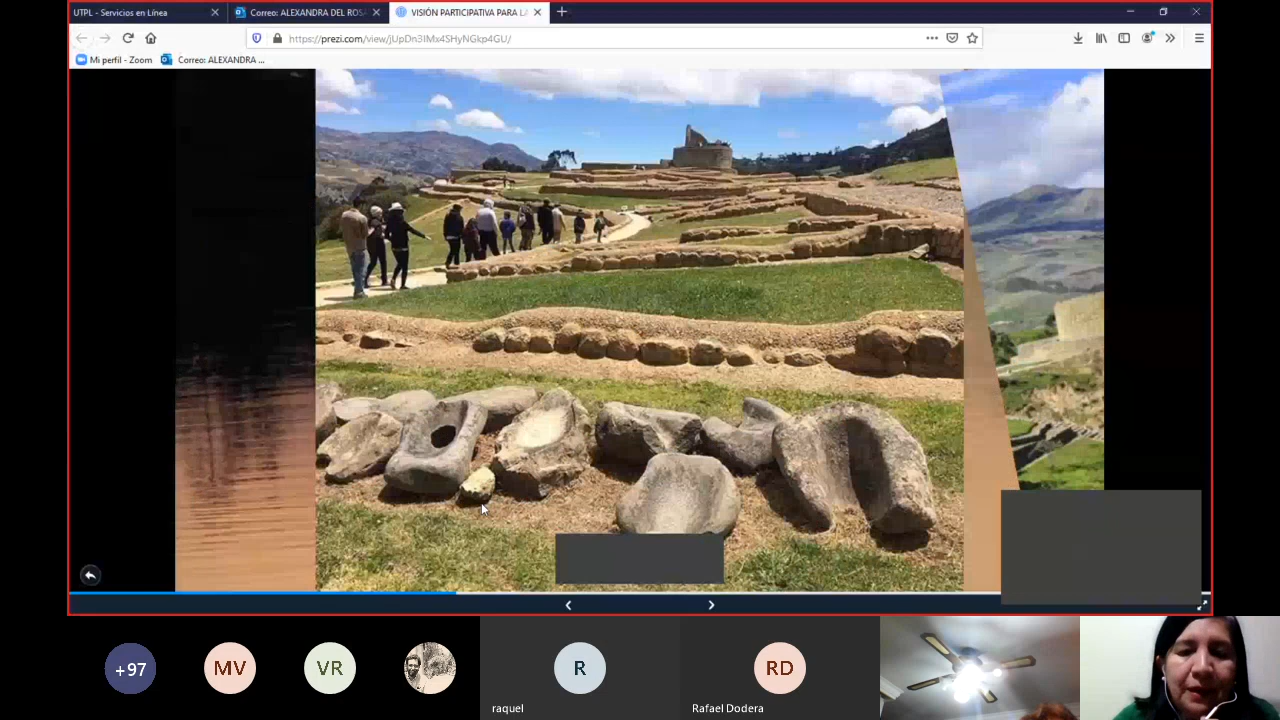 UTPL - Servicios en Línea
Correo: ALEXANDRA DEL ROS
VISIÓN PARTICIPATIVA PARA LA
https://prezi.com/view/jUpDn3IMx4SHyNGkp4GU/
Mi perfil - Zoom
Correo: ALEXANDRA ...
+97
MV
VR
R
RD
raquel
Rafael Dodera